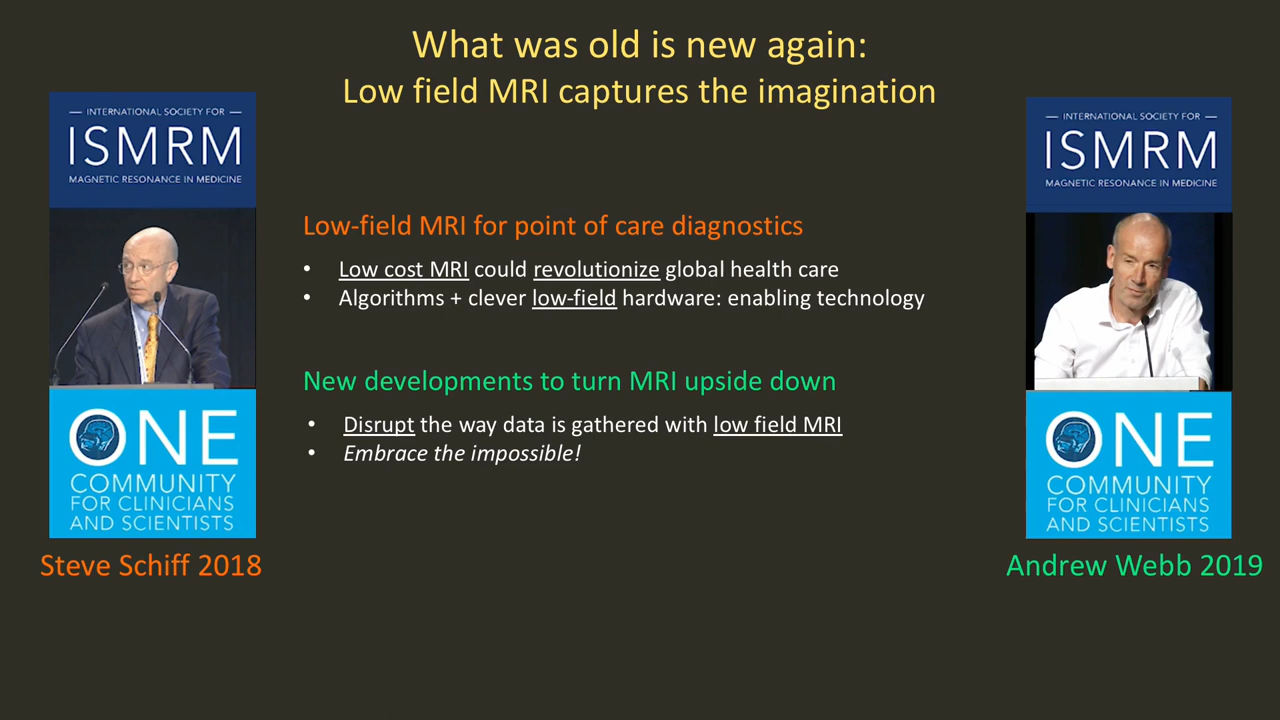 What was old is new again:
Low field MRI captures the imagination
— INTERNATIONAL SOCIETY FOR —
ISMRM
MAGNETIC RESONANCE IN MEDICINE
ONE
COMMUNITY
FOR CLINICIANS
AND SCIENTISTS
Steve Schiff 2018
Low-field MRI for point of care diagnostics
• Low cost MRI could revolutionize global health care
• Algorithms + clever low-field hardware: enabling technology
New developments to turn MRI upside down
• Disrupt the way data is gathered with low field MRI
• Embrace the impossible!
— INTERNATIONAL SOCIETY FOR —
ISMRM
MAGNETIC RESONANCE IN MEDICINE
ONE
COMMUNITY
FOR CLINICIANS
AND SCIENTISTS
Andrew Webb 2019